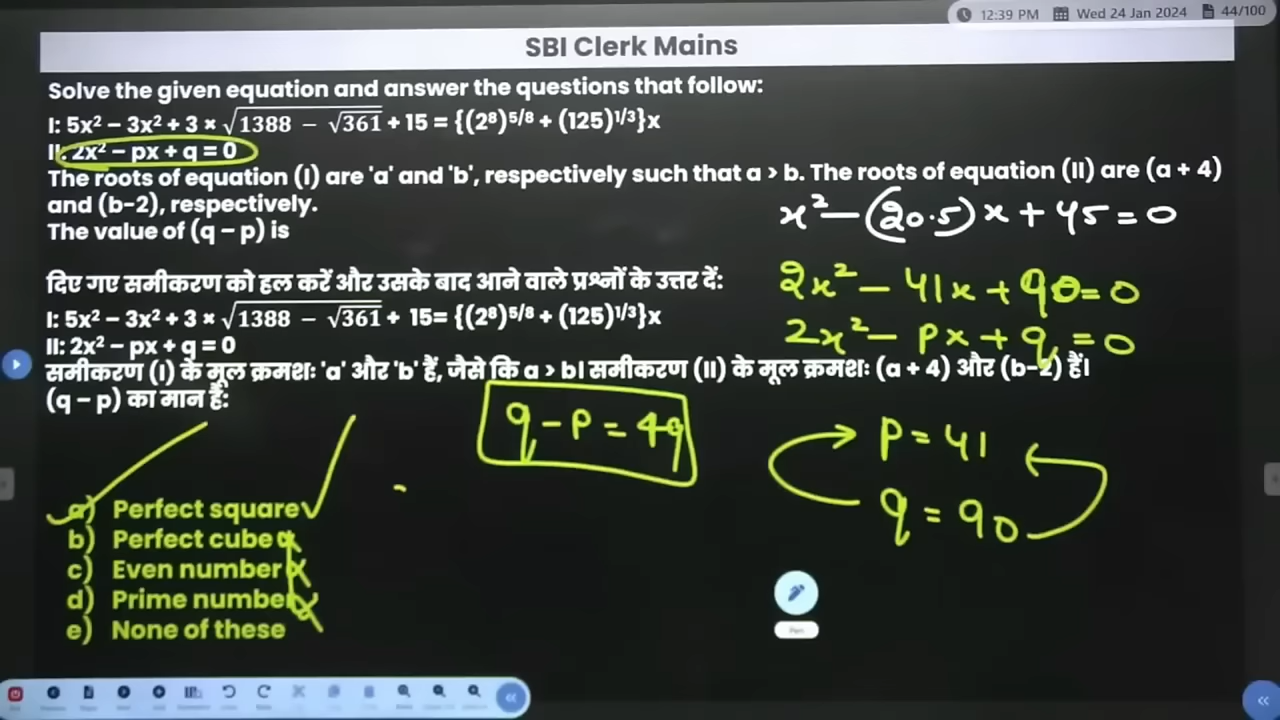 12:39 PM Wed 24 Jan 2024 44/100
SBI Clerk Mains
Solve the given equation and answer the questions that follow:
I: 5x² – 3x² + 3 × √(1388 – √361) + 15 = {(2⁸)⁵/⁸ + (125)¹/³}x
II: 2x² – px + q = 0
The roots of equation (I) are 'a' and 'b', respectively such that a > b. The roots of equation (II) are (a + 4)
and (b-2), respectively.
The value of (q – p) is
x² – (20.5)x + 45 = 0
दिए गए समीकरण को हल करें और उसके बाद आने वाले प्रश्नों के उत्तर दें:
2x² – 41x + 90 = 0
I: 5x² – 3x² + 3 × √(1388 – √361) + 15= {(2⁸)⁵/⁸ + (125)¹/³}x
2x² – px + q = 0
II: 2x² – px + q = 0
समीकरण (I) के मूल क्रमशः 'a' और 'b' हैं, जैसे कि a > b। समीकरण (II) के मूल क्रमशः (a + 4) और (b-2) हैं।
(q – p) का मान है:
q – p = 49
p = 41
q = 90
a) Perfect square
b) Perfect cube
c) Even number
d) Prime number
e) None of these
Pen